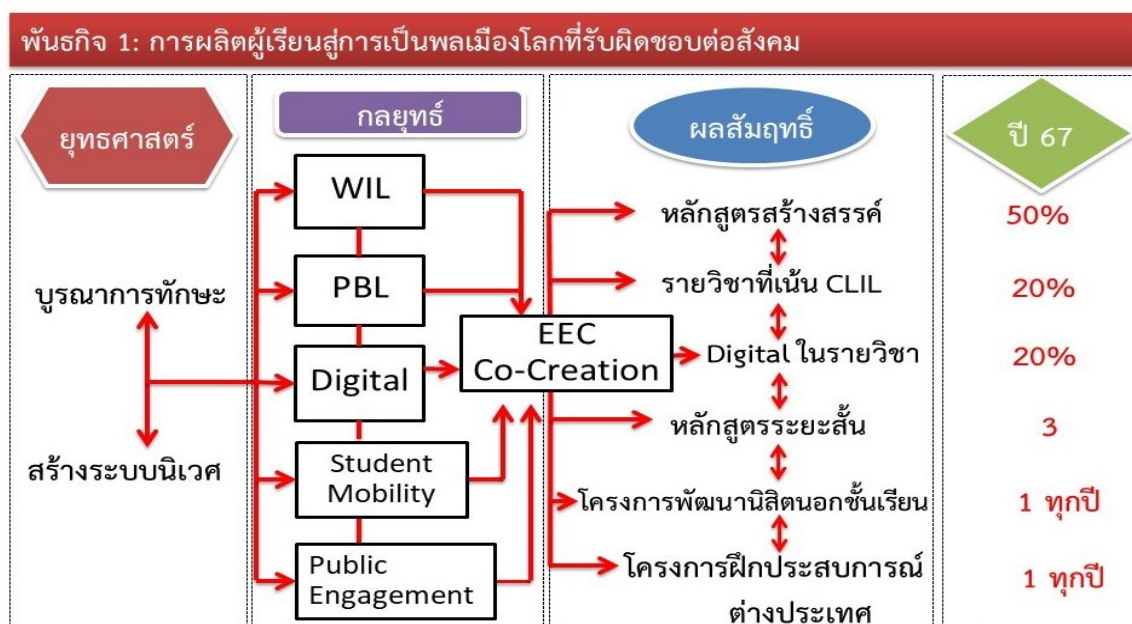 พันธกิจ 1: การผลิตผู้เรียนสู่การเป็นพลเมืองโลกที่รับผิดชอบต่อสังคม
ยุทธศาสตร์
บูรณาการทักษะ
สร้างระบบนิเวศ
กลยุทธ์
WIL
PBL
Digital
Student
Mobility
Public
Engagement
EEC
Co-Creation
ผลสัมฤทธิ์
หลักสูตรสร้างสรรค์
รายวิชาที่เน้น CLIL
Digital ในรายวิชา
หลักสูตรระยะสั้น
โครงการพัฒนานิสิตนอกชั้นเรียน
โครงการฝึกประสบการณ์
ต่างประเทศ
ปี 67
50%
20%
20%
3
1 ทุกปี
1 ทุกปี